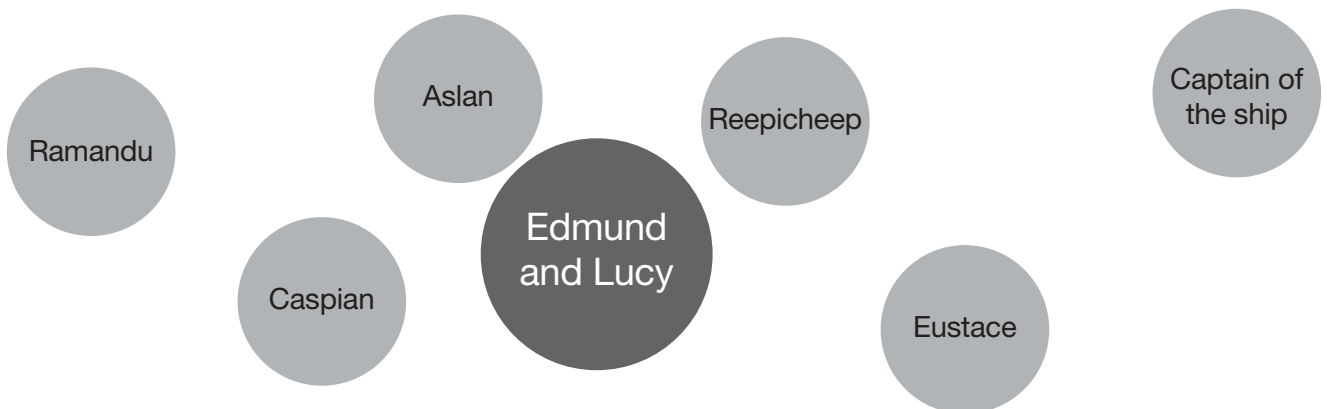 Ramandu
Aslan
Reepicheep
Captain of
the ship
Caspian
Edmund
and Lucy
Eustace